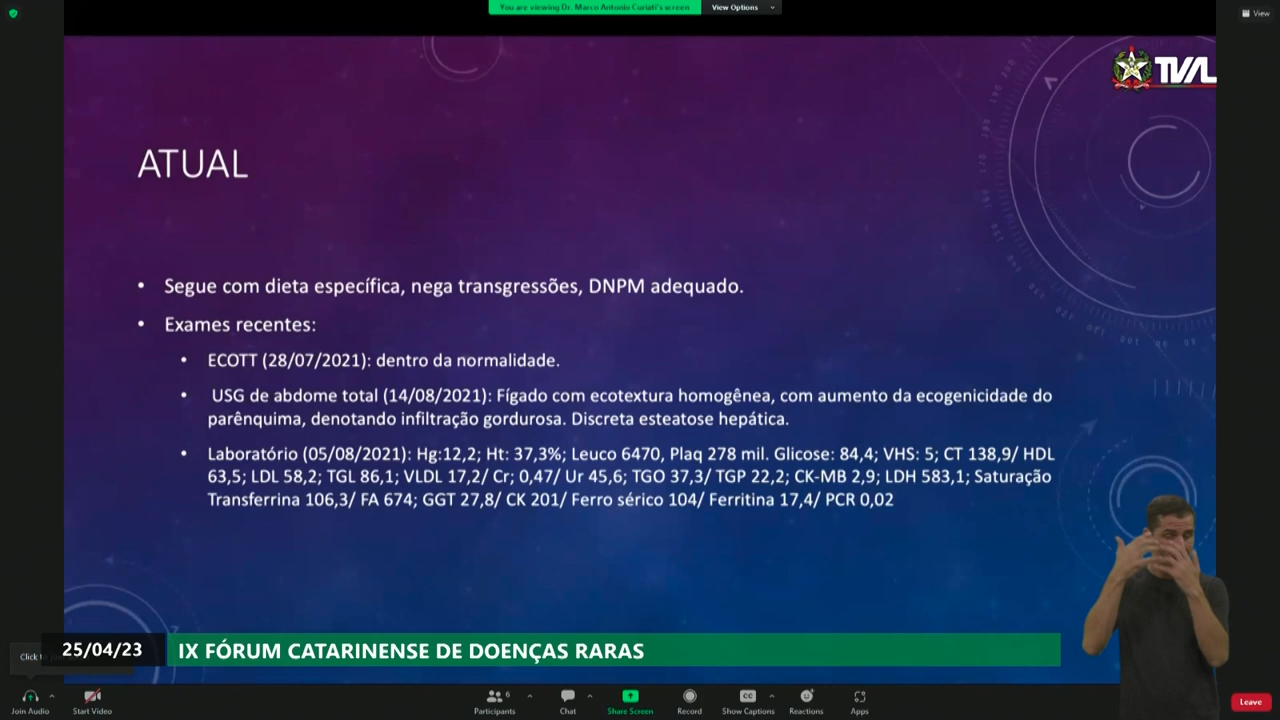 You are viewing Dr. Marco Antonio Curiati's screen
View Options
View
TVAL
ATUAL
• Segue com dieta específica, nega transgressões, DNPM adequado.
• Exames recentes:
• ECOTT (28/07/2021): dentro da normalidade.
• USG de abdome total (14/08/2021): Fígado com ecotextura homogênea, com aumento da ecogenicidade do
parênquima, denotando infiltração gordurosa. Discreta esteatose hepática.
• Laboratório (05/08/2021): Hg:12,2; Ht: 37,3%; Leuco 6470, Plaq 278 mil. Glicose: 84,4; VHS: 5; CT 138,9/ HDL
63,5; LDL 58,2; TGL 86,1; VLDL 17,2/ Cr; 0,47/ Ur 45,6; TGO 37,3/ TGP 22,2; CK-MB 2,9; LDH 583,1; Saturação
Transferrina 106,3/ FA 674; GGT 27,8/ CK 201/ Ferro sérico 104/ Ferritina 17,4/ PCR 0,02
Click
25/04/23
IX FÓRUM CATARINENSE DE DOENÇAS RARAS
Join Audio
Start Video
Participants
6
Chat
Share Screen
Record
CC
Show Captions
Reactions
Apps
Leave